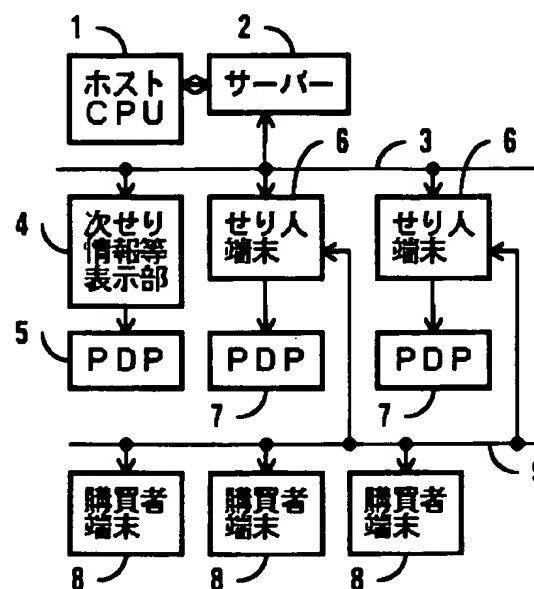 1
2
ホスト
CPU
サーバー
6
3
6
4
次せり
情報等
表示部
せり人
端末
せり人
端末
5
PDP
PDP
PDP
7
7
9
購買者
端末
購買者
端末
購買者
端末
8
8
8